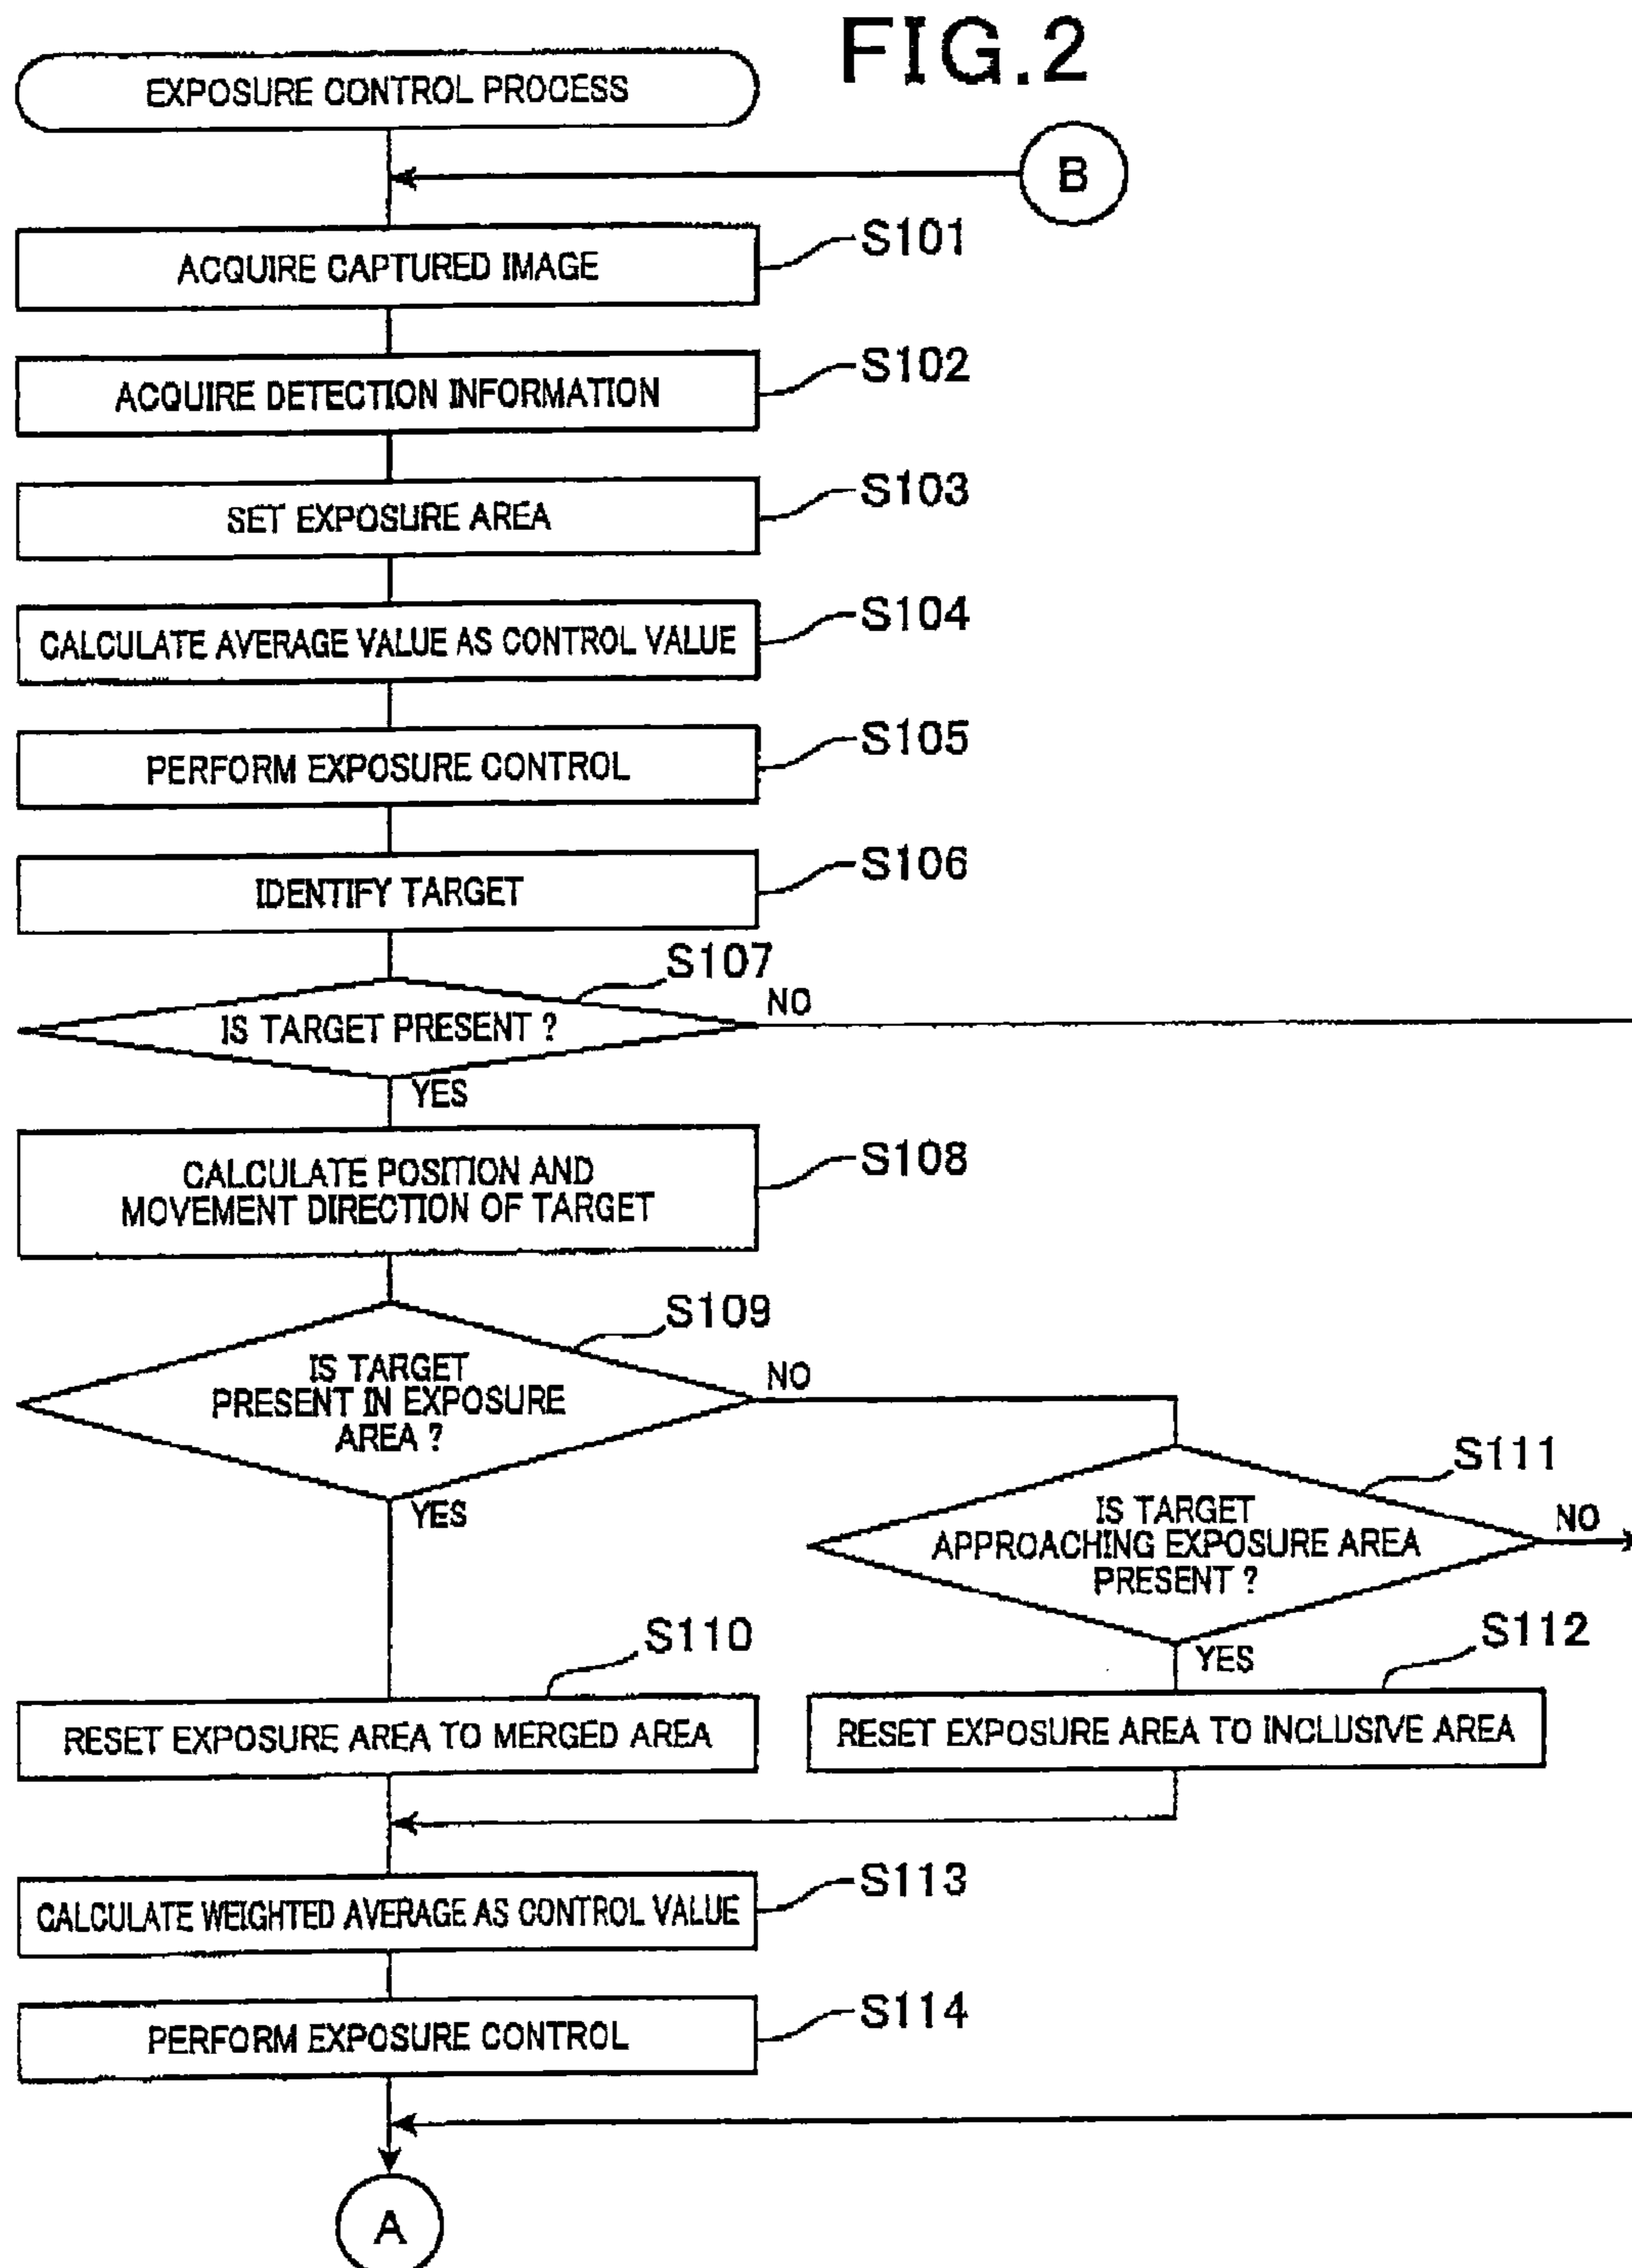 FIG.2
EXPOSURE CONTROL PROCESS
B
S101
ACQUIRE CAPTURED IMAGE
S102
ACQUIRE DETECTION INFORMATION
S103
SET EXPOSURE AREA
S104
CALCULATE AVERAGE VALUE AS CONTROL VALUE
S105
PERFORM EXPOSURE CONTROL
S106
IDENTIFY TARGET
S107
NO
IS TARGET PRESENT ?
YES
S108
CALCULATE POSITION AND
MOVEMENT DIRECTION OF TARGET
S109
NO
IS TARGET
PRESENT IN EXPOSURE
AREA ?
YES
S111
NO
IS TARGET
APPROACHING EXPOSURE AREA
PRESENT ?
YES
S110
RESET EXPOSURE AREA TO MERGED AREA
S112
RESET EXPOSURE AREA TO INCLUSIVE AREA
S113
CALCULATE WEIGHTED AVERAGE AS CONTROL VALUE
S114
PERFORM EXPOSURE CONTROL
A